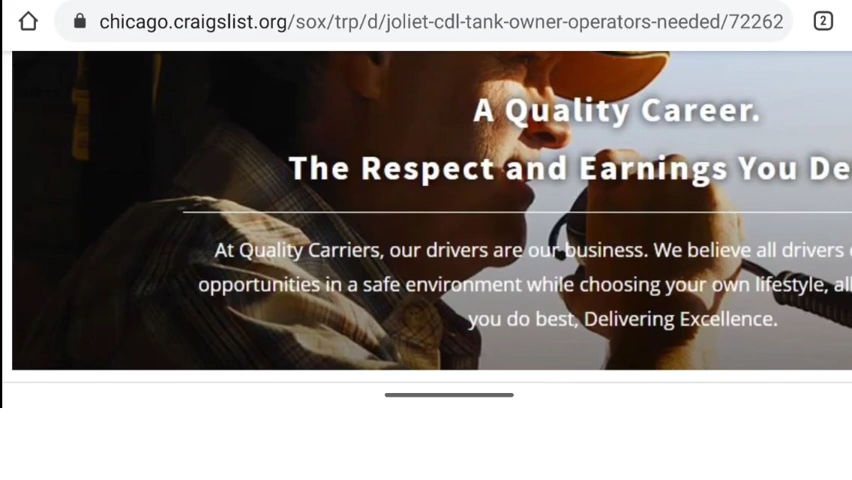 chicago.craigslist.org/sox/trp/d/joliet-cdl-tank-owner-operators-needed/72262
2
A Quality Career.
The Respect and Earnings You De
At Quality Carriers, our drivers are our business. We believe all drivers
opportunities in a safe environment while choosing your own lifestyle, al
you do best, Delivering Excellence.